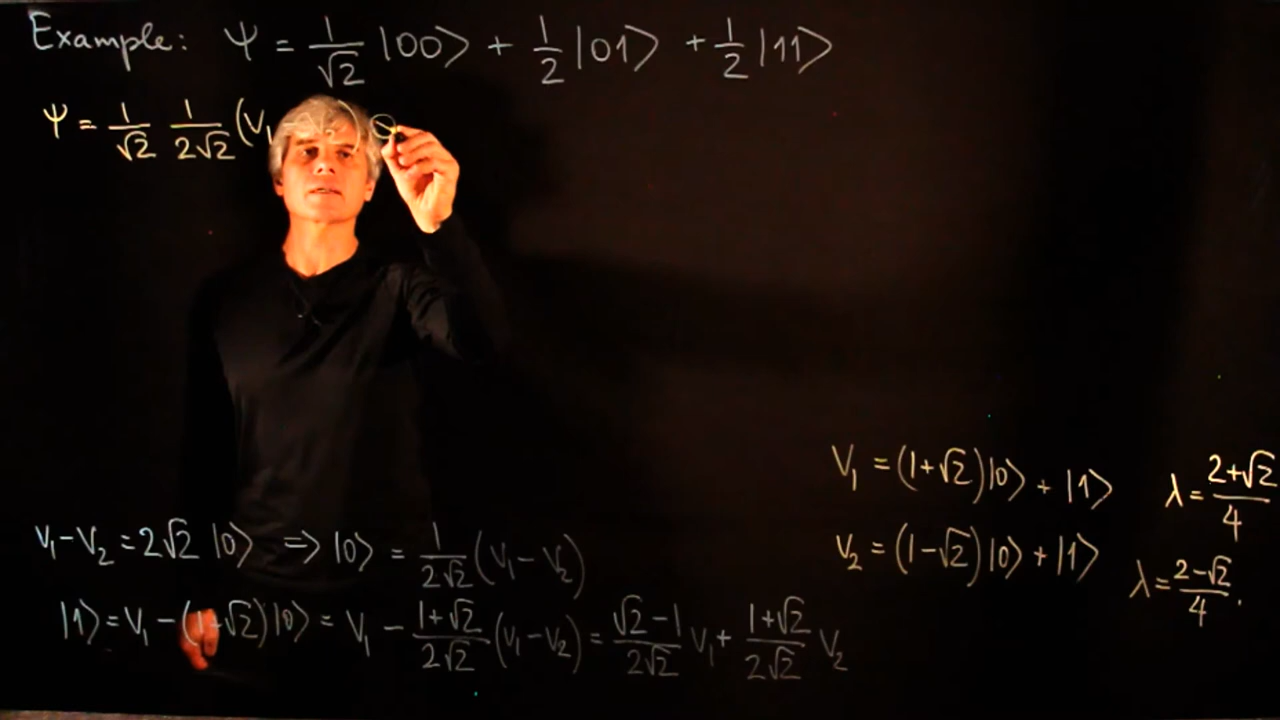 Example: Ψ = 1/√2 |00⟩ + 1/2 |01⟩ + 1/2 |11⟩
Ψ = 1/√2 1/2√2 (V₁ ) ⊗
V₁ = (1+√2)|0⟩ + |1⟩ λ = 2+√2/4
V₂ = (1-√2)|0⟩ + |1⟩ λ = 2-√2/4.
V₁ - V₂ = 2√2 |0⟩ => |0⟩ = 1/2√2 (V₁ - V₂)
|1⟩ = V₁ - (1+√2)|0⟩ = V₁ - 1+√2/2√2 (V₁ - V₂) = √2-1/2√2 V₁ + 1+√2/2√2 V₂